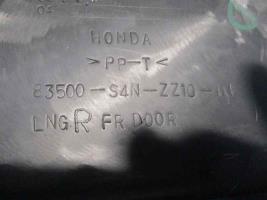 HONDA
>PP-T<
83500-S4N-ZZ10-
LNG R FR DOOR